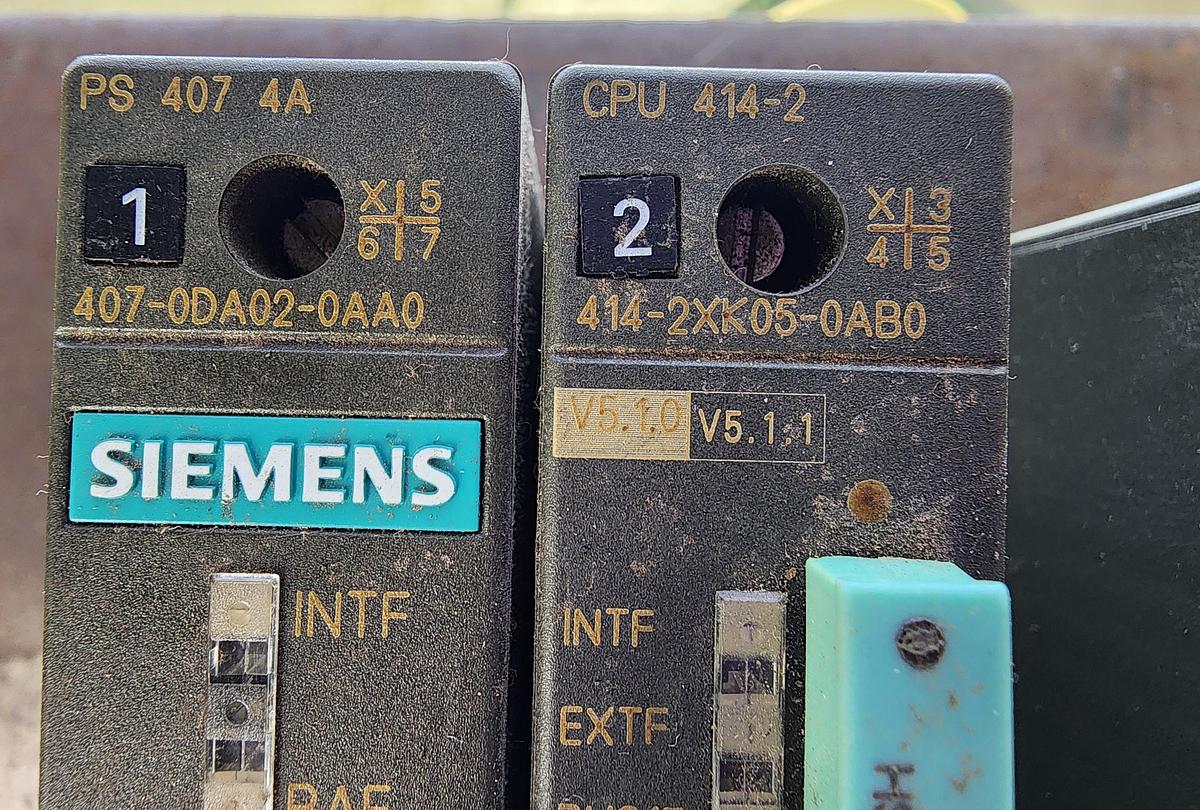 PS 407 4A
1
X 5
6 7
407-0DA02-0AA0
SIEMENS
INTF
BAF
CPU 414-2
2
X 3
4 5
414-2XK05-0AB0
V5.1.0 V5.1.1
INTF
EXTF